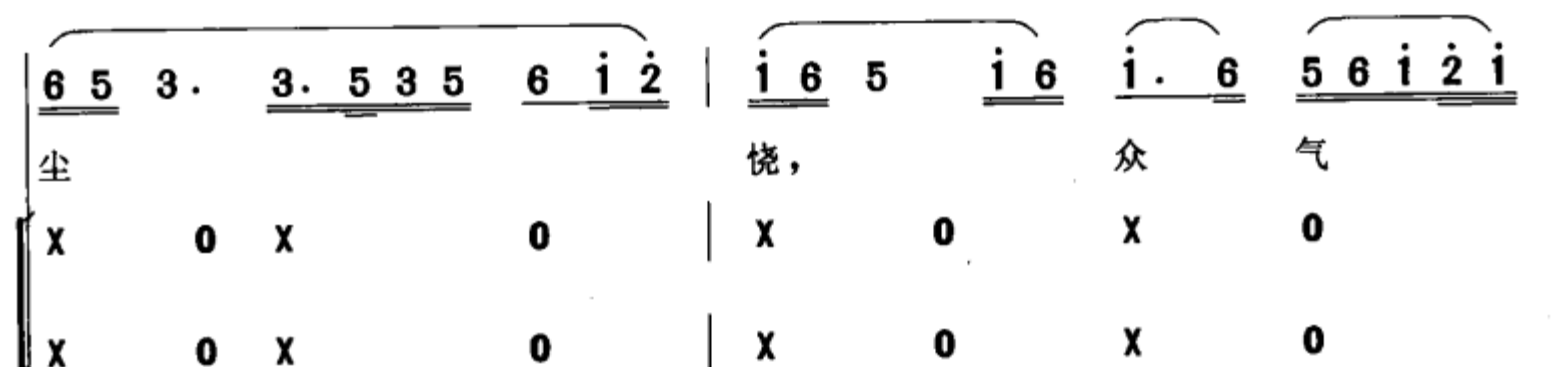 6 5 3. 3. 5 3 5 6 i̇ 2̇ | i̇ 6 5 i̇ 6 i̇. 6 5 6 i̇ 2̇ i̇
尘 饶， 众 气
X 0 X 0 | X 0 X 0
X 0 X 0 | X 0 X 0